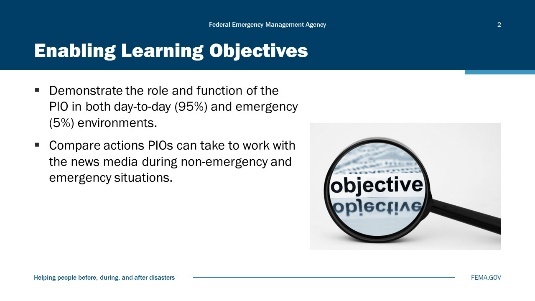 Federal Emergency Management Agency
2
Enabling Learning Objectives
▪ Demonstrate the role and function of the
PIO in both day-to-day (95%) and emergency
(5%) environments.
▪ Compare actions PIOs can take to work with
the news media during non-emergency and
emergency situations.
objective
objective
Helping people before, during, and after disasters
FEMA.GOV